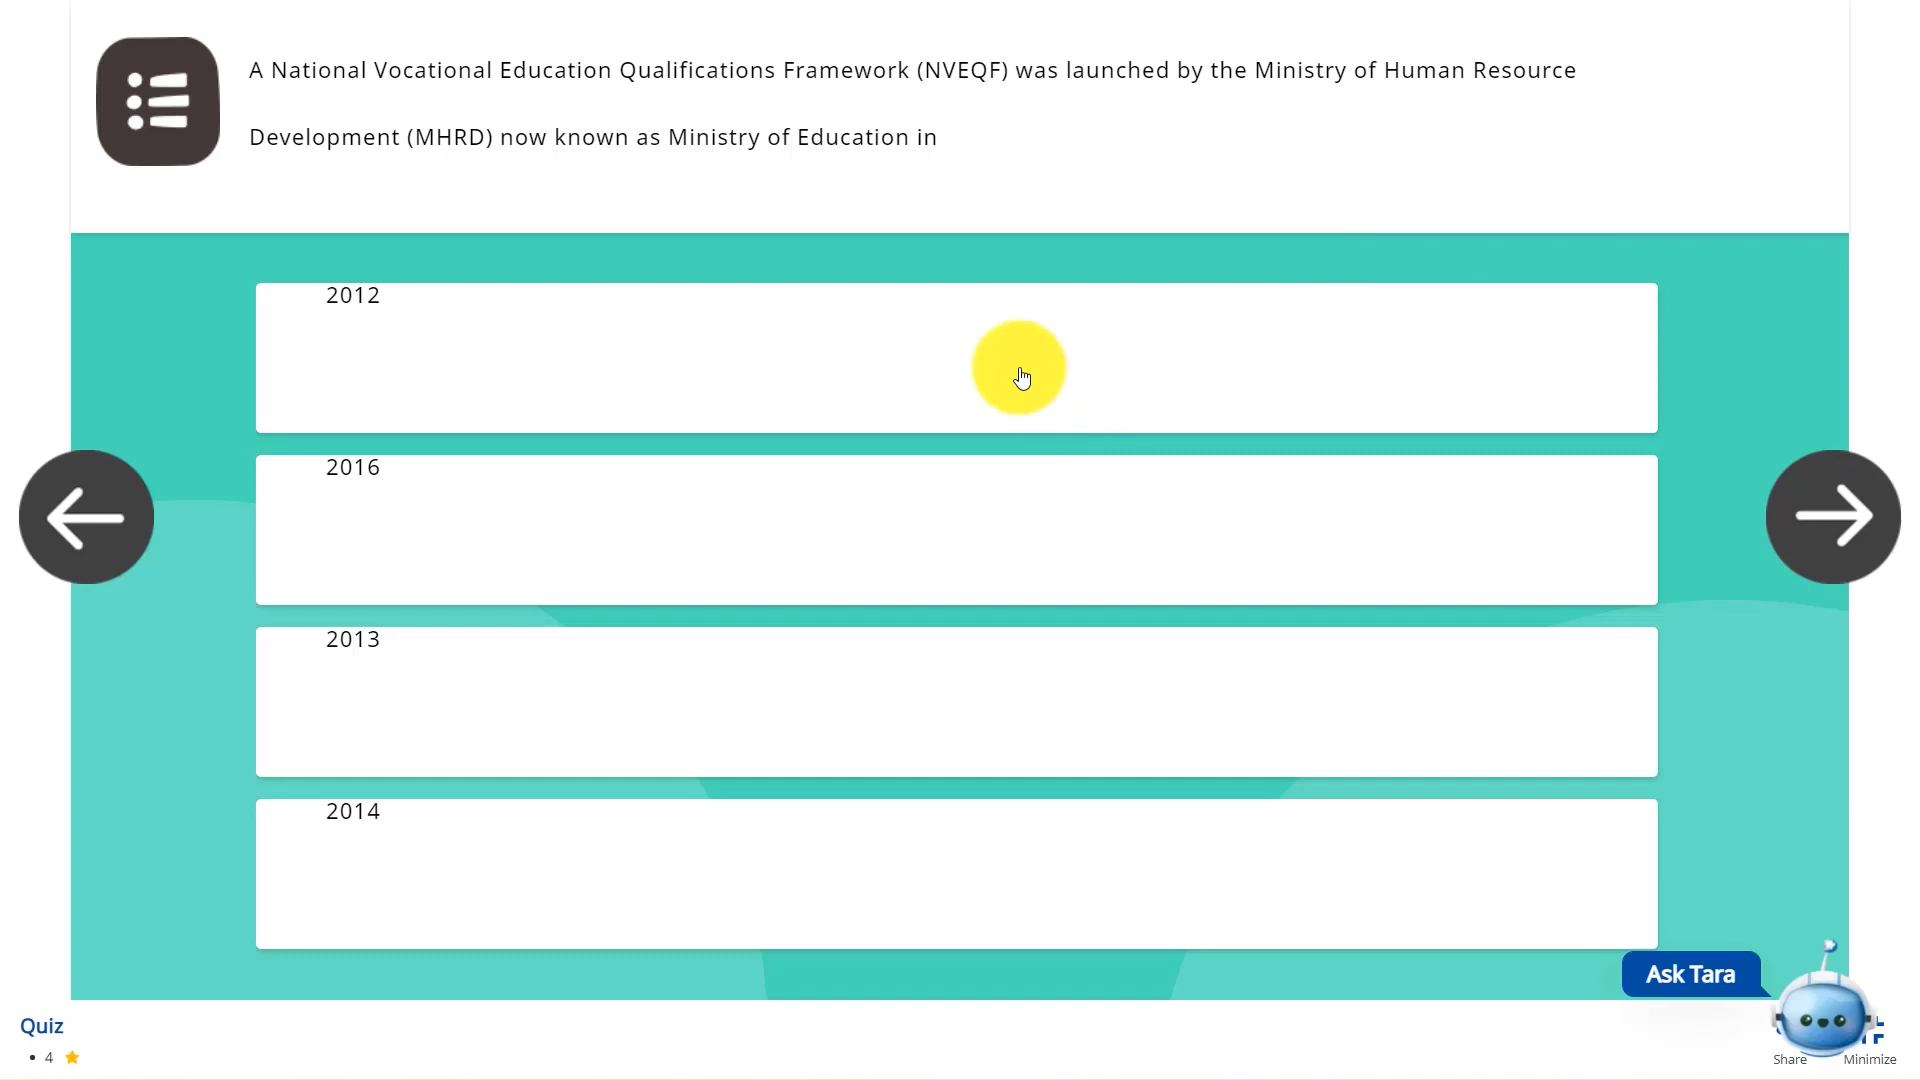 A National Vocational Education Qualifications Framework (NVEQF) was launched by the Ministry of Human Resource
Development (MHRD) now known as Ministry of Education in
2012
2016
2013
2014
Ask Tara
Quiz
• 4
Share
Minimize